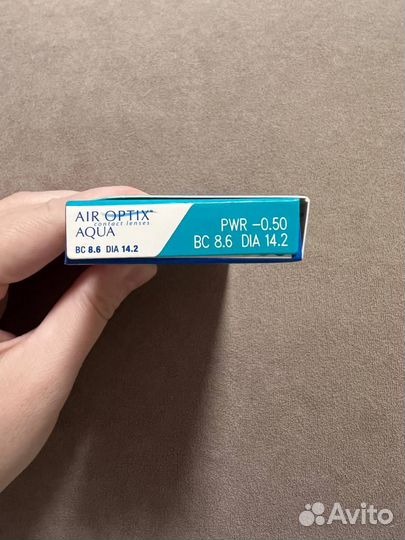 AIR OPTIX®
contact lenses
AQUA
BC 8.6 DIA 14.2
PWR -0.50
BC 8.6 DIA 14.2
Avito